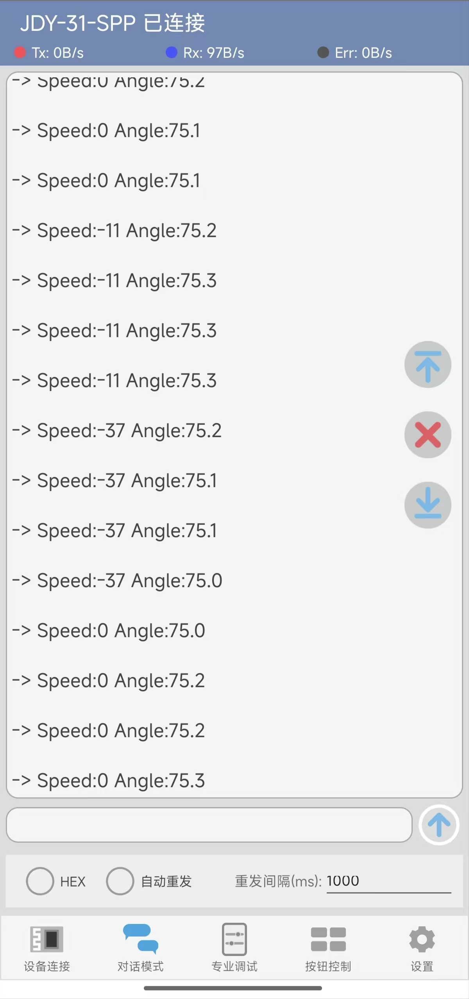 JDY-31-SPP 已连接
Tx: 0B/s Rx: 97B/s Err: 0B/s
-> Speed:0 Angle:75.2
-> Speed:0 Angle:75.1
-> Speed:0 Angle:75.1
-> Speed:-11 Angle:75.2
-> Speed:-11 Angle:75.3
-> Speed:-11 Angle:75.3
-> Speed:-11 Angle:75.3
-> Speed:-37 Angle:75.2
-> Speed:-37 Angle:75.1
-> Speed:-37 Angle:75.1
-> Speed:-37 Angle:75.0
-> Speed:0 Angle:75.0
-> Speed:0 Angle:75.2
-> Speed:0 Angle:75.2
-> Speed:0 Angle:75.3
HEX 自动重发 重发间隔(ms): 1000
设备连接 对话模式 专业调试 按钮控制 设置